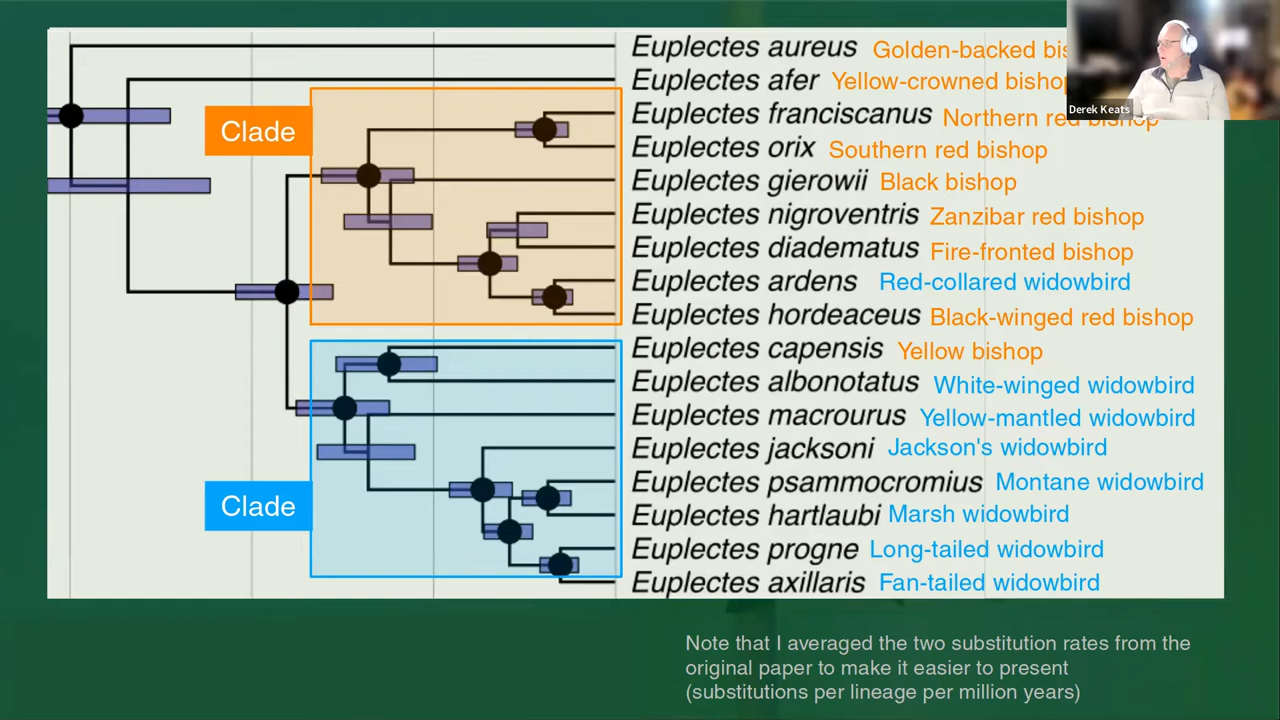 Euplectes aureus Golden-backed
Euplectes afer Yellow-crowned bishop
Derek Keats
Clade
Euplectes franciscanus Northern red bishop
Euplectes orix Southern red bishop
Euplectes gierowii Black bishop
Euplectes nigroventris Zanzibar red bishop
Euplectes diadematus Fire-fronted bishop
Euplectes ardens Red-collared widowbird
Euplectes hordeaceus Black-winged red bishop
Euplectes capensis Yellow bishop
Euplectes albonotatus White-winged widowbird
Euplectes macrourus Yellow-mantled widowbird
Euplectes jacksoni Jackson's widowbird
Euplectes psammocromius Montane widowbird
Clade
Euplectes hartlaubi Marsh widowbird
Euplectes progne Long-tailed widowbird
Euplectes axillaris Fan-tailed widowbird
Note that I averaged the two substitution rates from the
original paper to make it easier to present
(substitutions per lineage per million years)